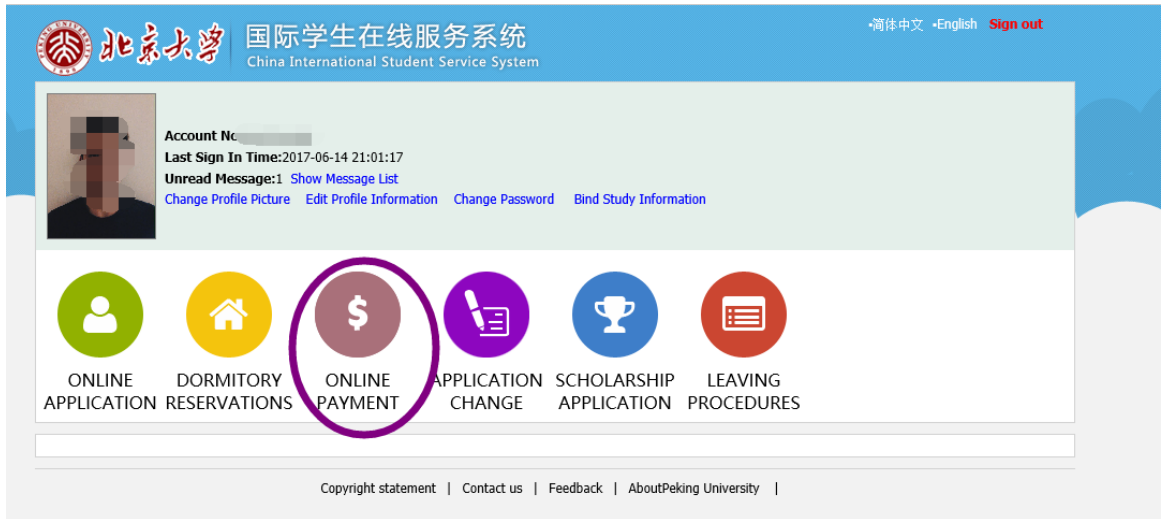 PEKING UNIVERSITY
1898
北京大学
国际学生在线服务系统
China International Student Service System
•简体中文 •English Sign out
Account No
Last Sign In Time:2017-06-14 21:01:17
Unread Message:1 Show Message List
Change Profile Picture Edit Profile Information Change Password Bind Study Information
$
ONLINE APPLICATION
DORMITORY RESERVATIONS
ONLINE PAYMENT
APPLICATION CHANGE
SCHOLARSHIP APPLICATION
LEAVING PROCEDURES
Copyright statement | Contact us | Feedback | AboutPeking University |